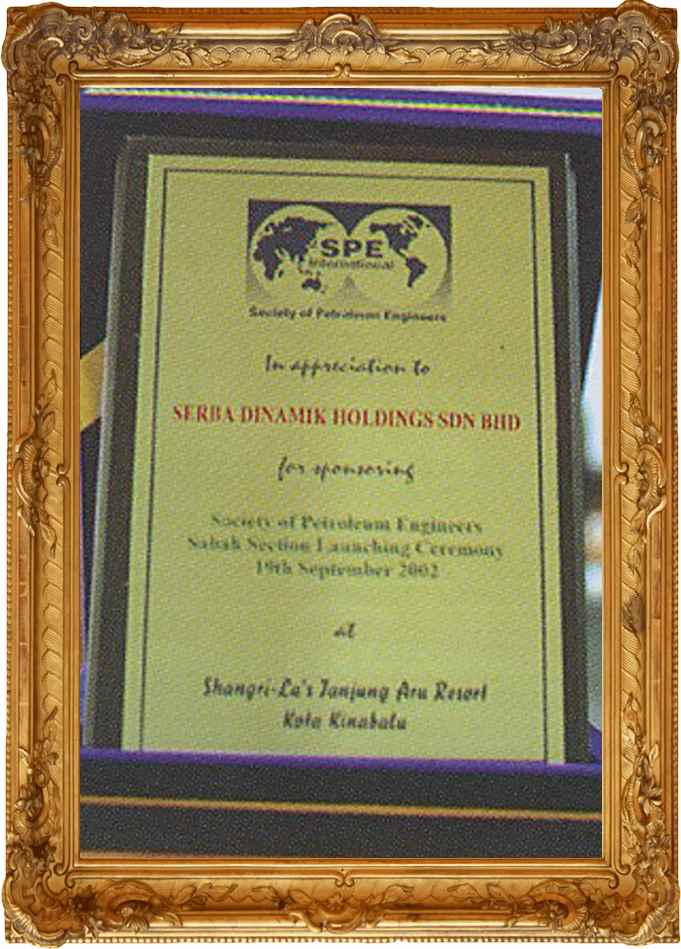 SPE
International
Society of Petroleum Engineers
In appreciation to
SERBA DINAMIK HOLDINGS SDN BHD
for sponsoring
Society of Petroleum Engineers
Sabah Section Launching Ceremony
19th September 2002
at
Shangri-La's Tanjung Aru Resort
Kota Kinabalu